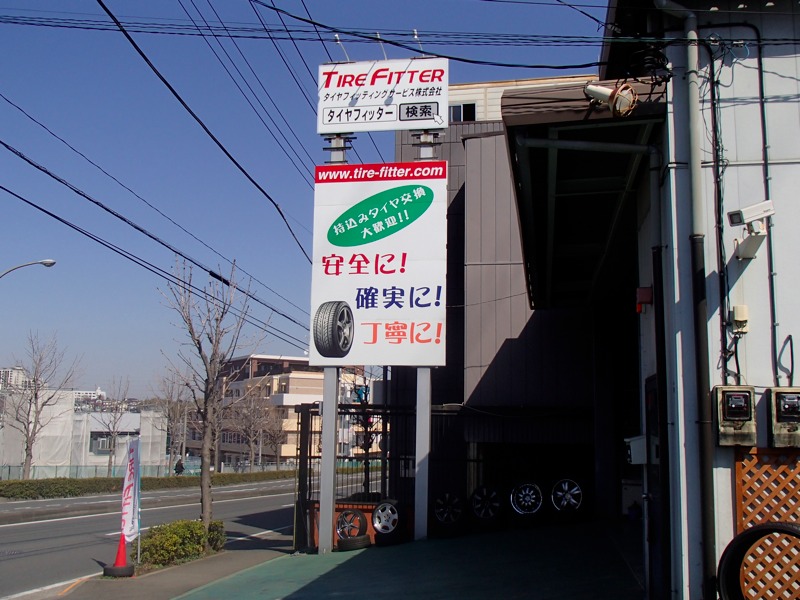 TIRE FITTER
タイヤフィッティングサービス株式会社
タイヤフィッター 検索
www.tire-fitter.com
持込みタイヤ交換
大歓迎!!
安全に!
確実に!
丁寧に!